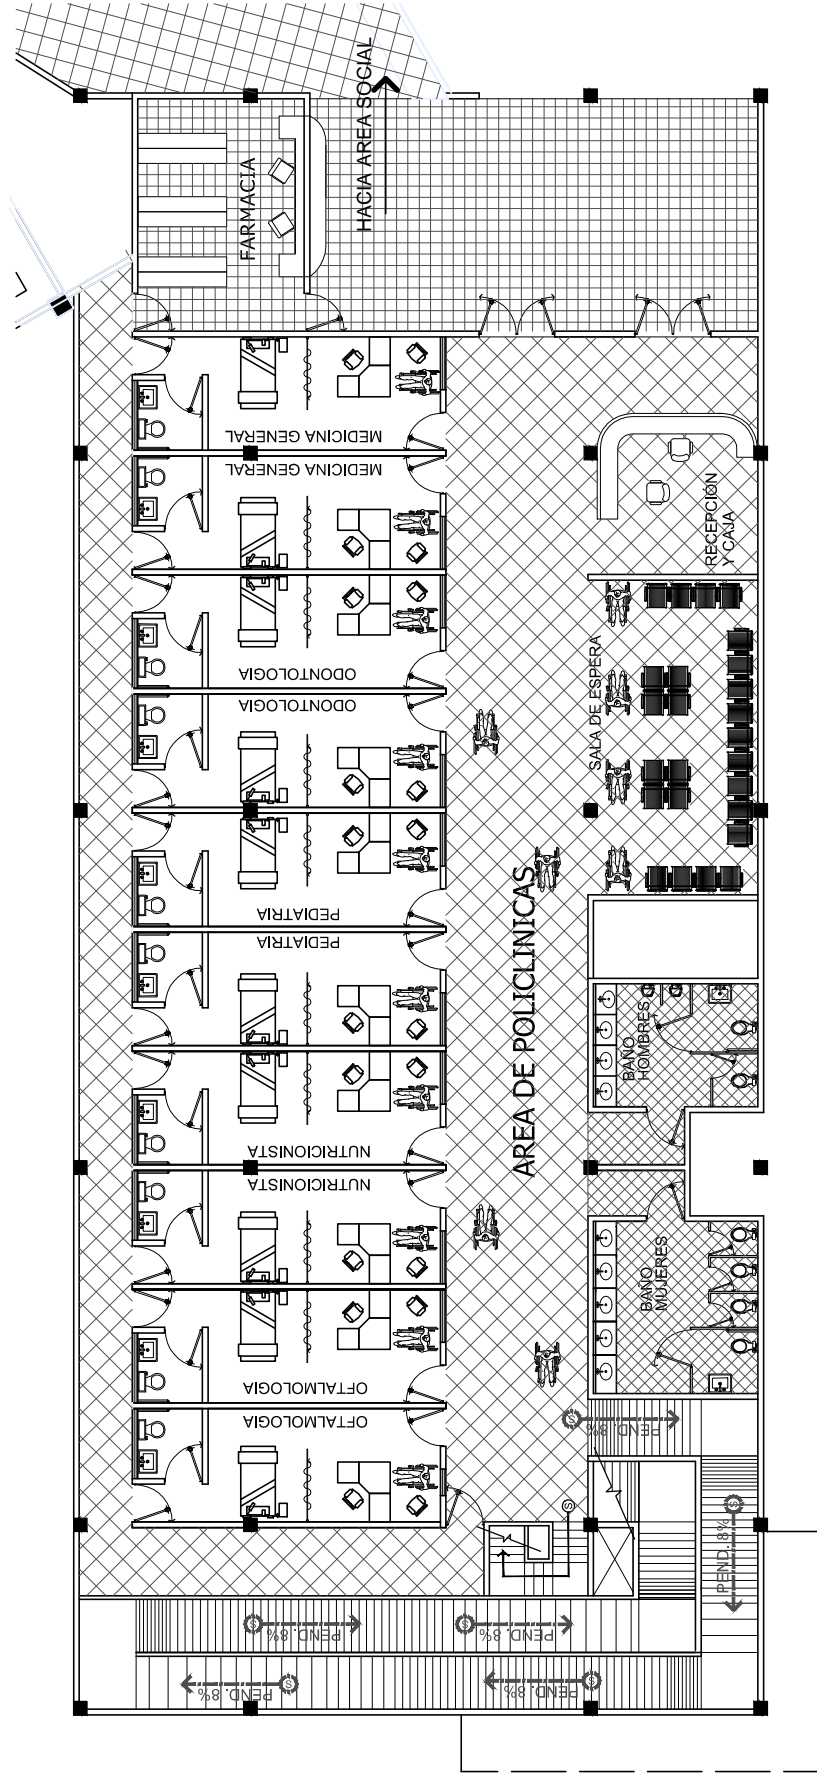 HACIA AREA SOCIAL
FARMACIA
MEDICINA GENERAL
MEDICINA GENERAL
RECEPCIÓN
Y CAJA
ODONTOLOGIA
SALA DE ESPERA
ODONTOLOGIA
PEDIATRIA
PEDIATRIA
AREA DE POLICLINICAS
BAÑO
HOMBRES
NUTRICIONISTA
NUTRICIONISTA
BAÑO
MUJERES
OFTALMOLOGIA
OFTALMOLOGIA
S
PEND. 8%
S
S
PEND. 8%
S
PEND. 8%
S
PEND. 8%
S
PEND. 8%
S
PEND. 8%